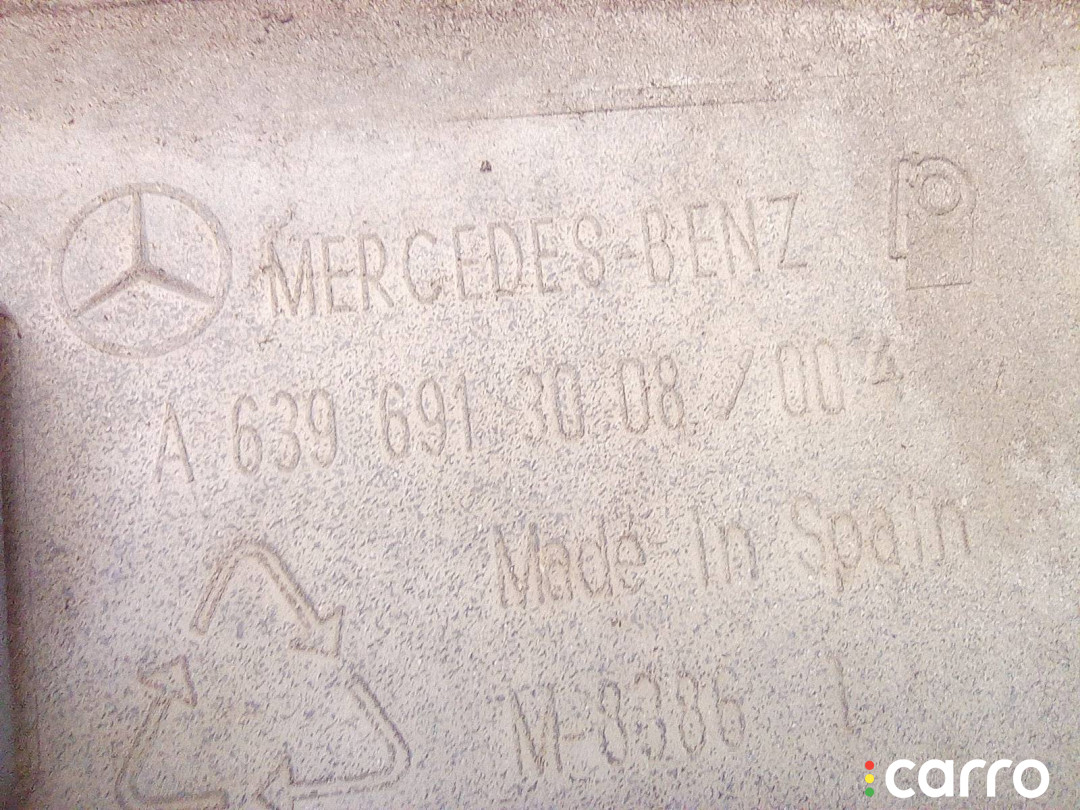 MERCEDES-BENZ
A 639 691 30 08 / 004
Made In Spain
M-8386 L
carro